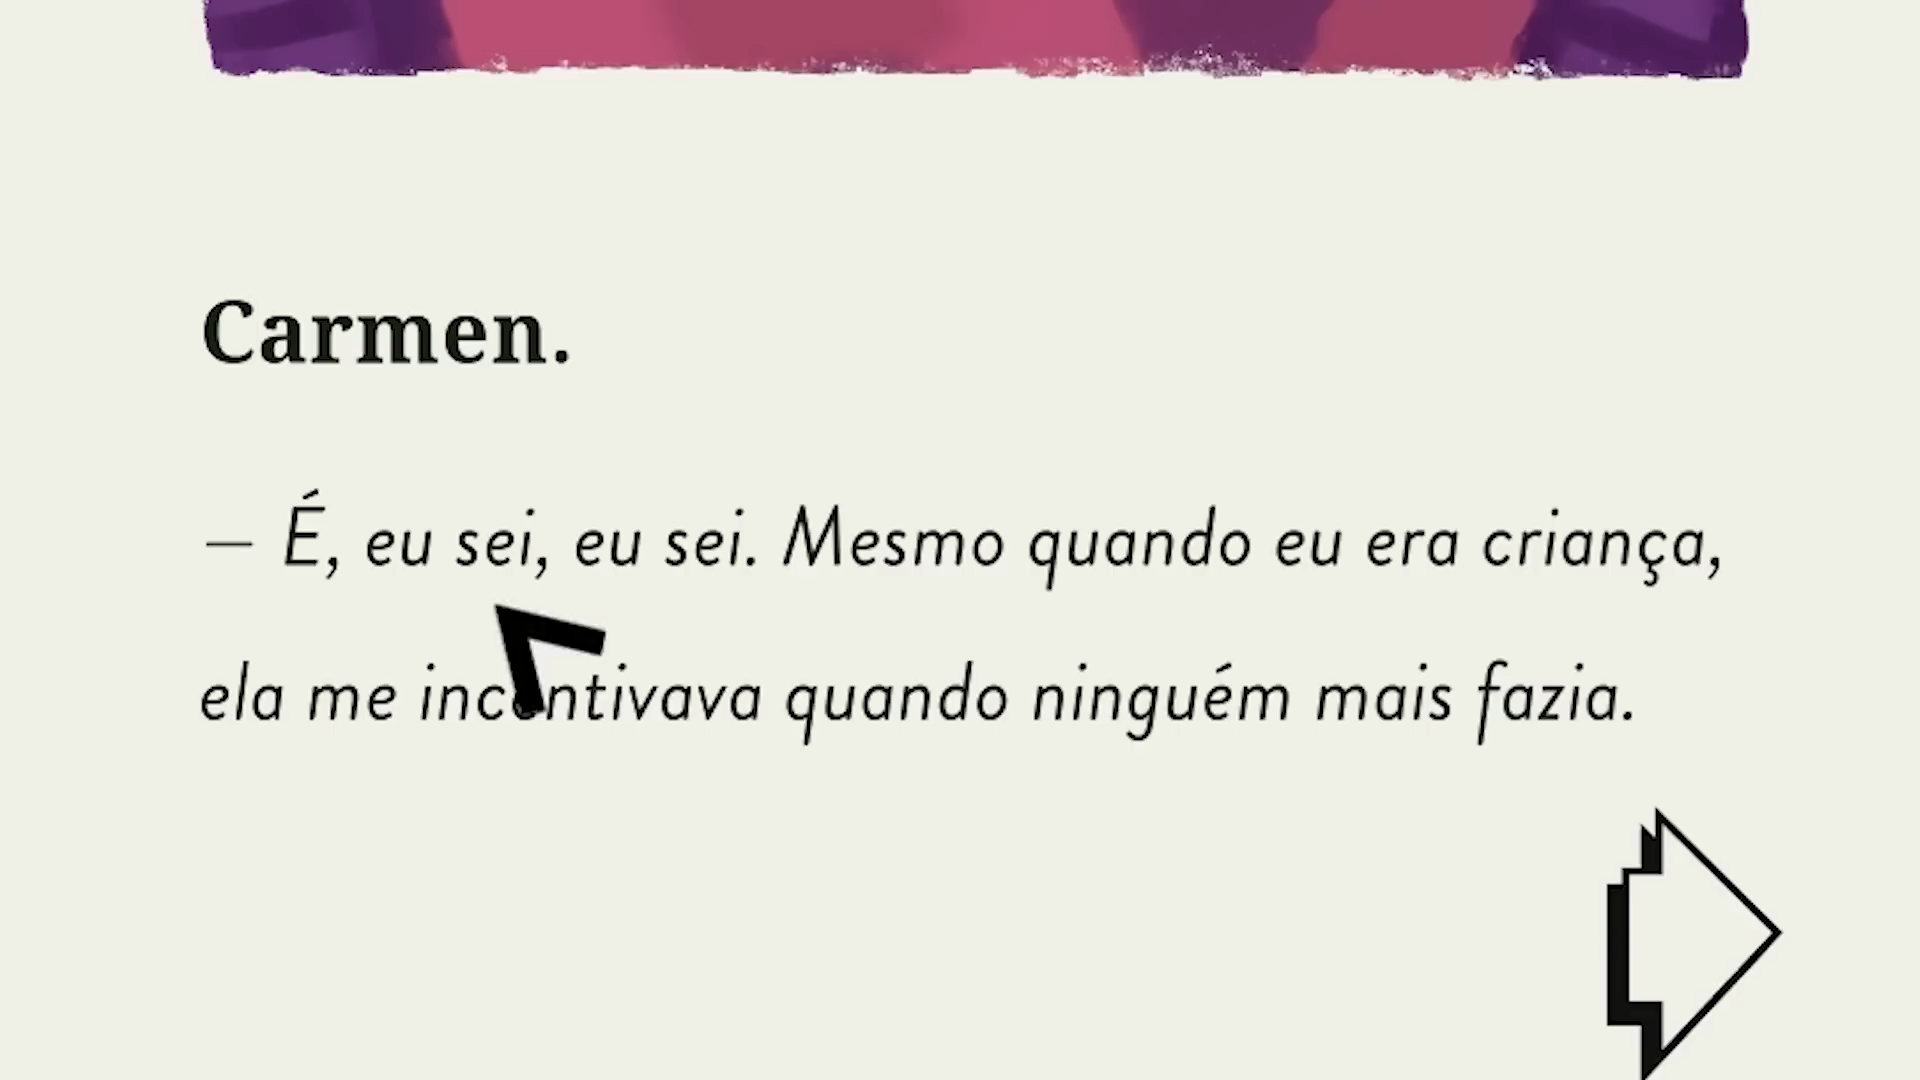 Carmen.
— É, eu sei, eu sei. Mesmo quando eu era criança,
ela me incentivava quando ninguém mais fazia.